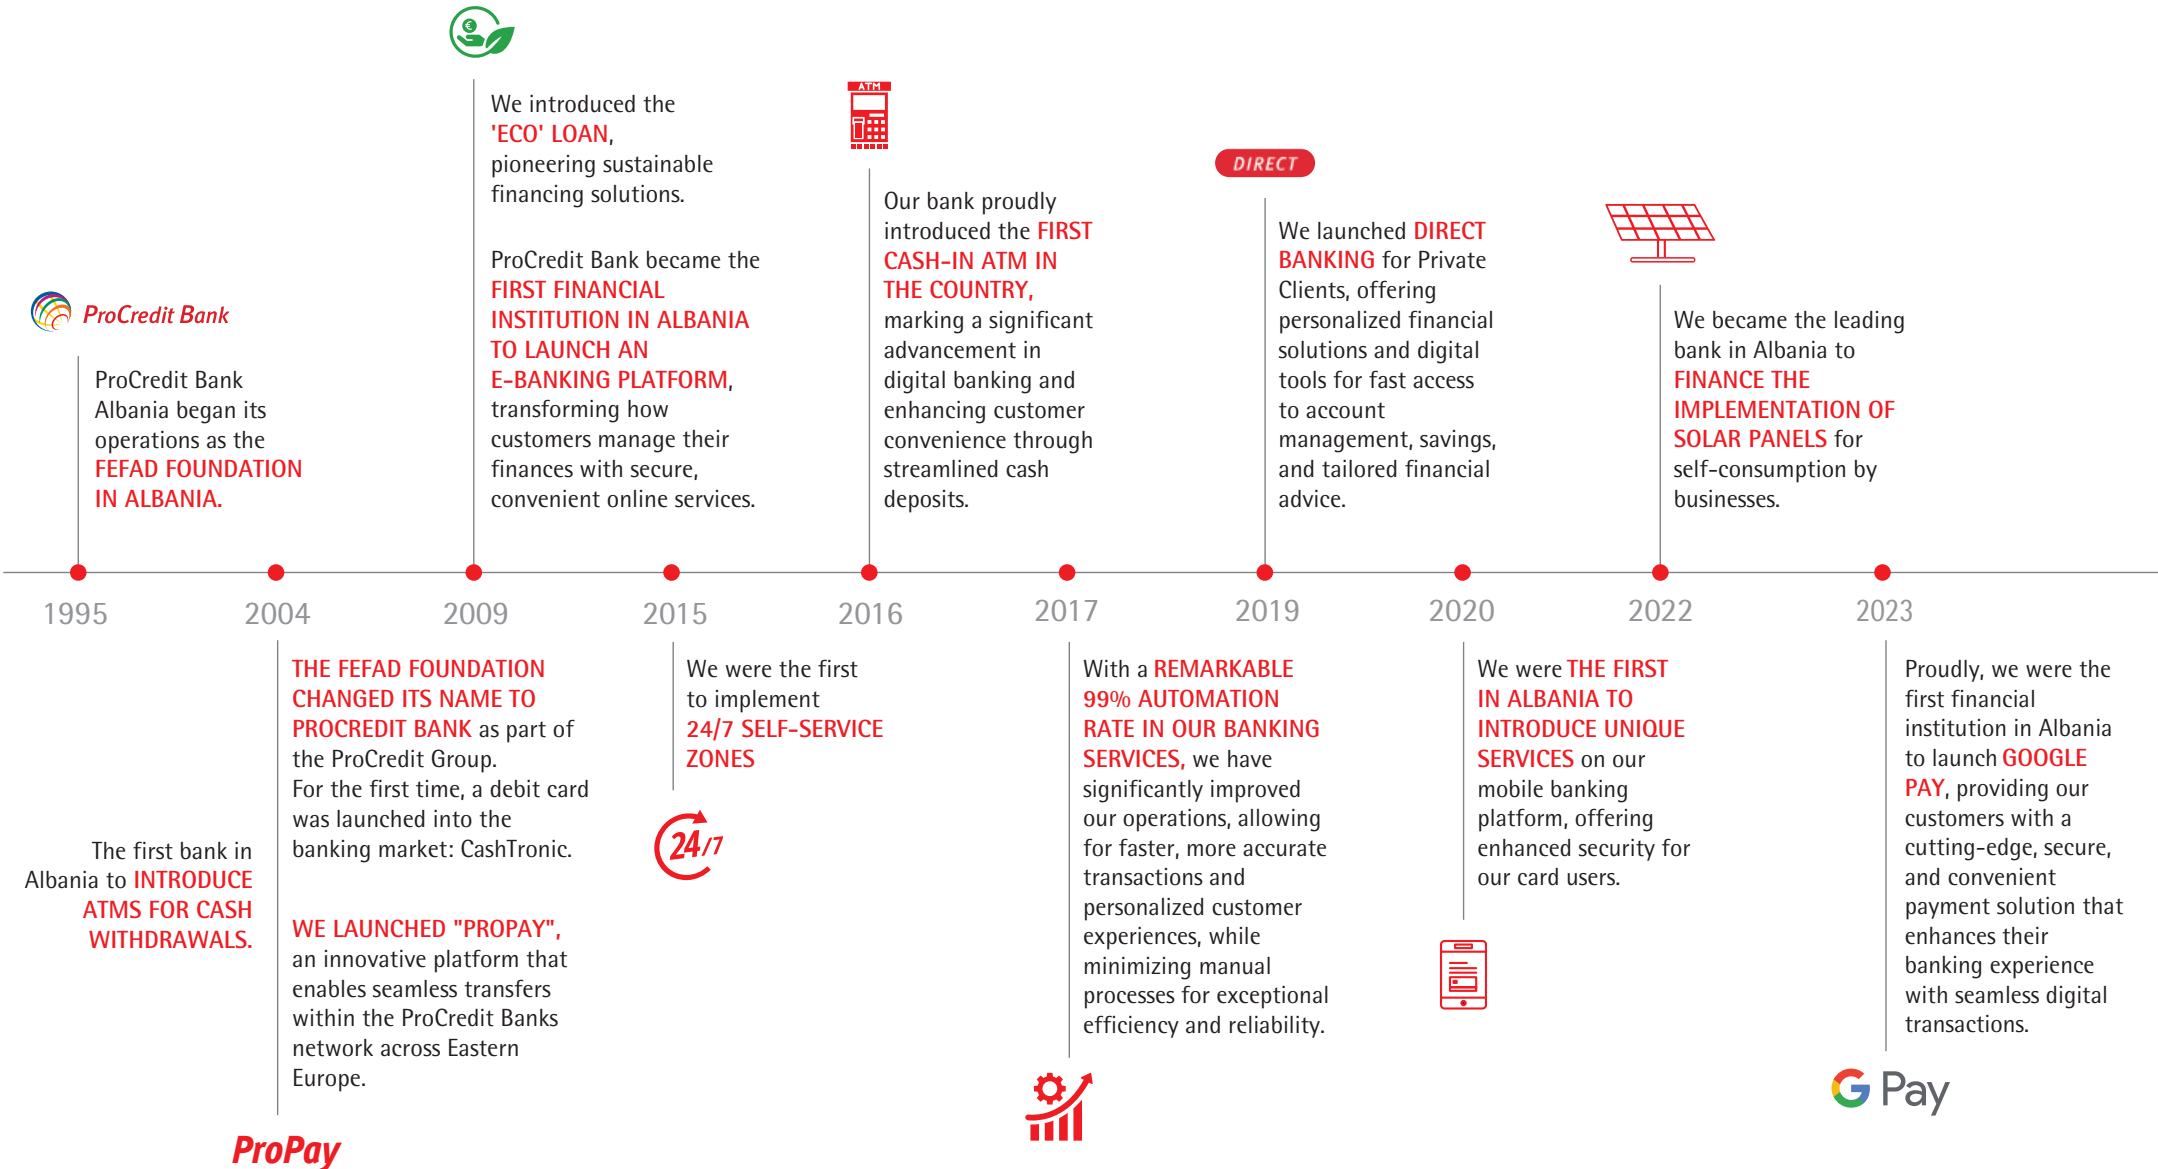 ProCredit Bank
ProCredit Bank
Albania began its
operations as the
FEFAD FOUNDATION
IN ALBANIA.
1995
2004
The first bank in
Albania to INTRODUCE
ATMS FOR CASH
WITHDRAWALS.
THE FEFAD FOUNDATION
CHANGED ITS NAME TO
PROCREDIT BANK as part of
the ProCredit Group.
For the first time, a debit card
was launched into the
banking market: CashTronic.
WE LAUNCHED "PROPAY",
an innovative platform that
enables seamless transfers
within the ProCredit Banks
network across Eastern
Europe.
ProPay
€
We introduced the
'ECO' LOAN,
pioneering sustainable
financing solutions.
ProCredit Bank became the
FIRST FINANCIAL
INSTITUTION IN ALBANIA
TO LAUNCH AN
E-BANKING PLATFORM,
transforming how
customers manage their
finances with secure,
convenient online services.
2009
2015
We were the first
to implement
24/7 SELF-SERVICE
ZONES
24/7
ATM
Our bank proudly
introduced the FIRST
CASH-IN ATM IN
THE COUNTRY,
marking a significant
advancement in
digital banking and
enhancing customer
convenience through
streamlined cash
deposits.
2016
2017
With a REMARKABLE
99% AUTOMATION
RATE IN OUR BANKING
SERVICES, we have
significantly improved
our operations, allowing
for faster, more accurate
transactions and
personalized customer
experiences, while
minimizing manual
processes for exceptional
efficiency and reliability.
DIRECT
We launched DIRECT
BANKING for Private
Clients, offering
personalized financial
solutions and digital
tools for fast access
to account
management, savings,
and tailored financial
advice.
2019
2020
We were THE FIRST
IN ALBANIA TO
INTRODUCE UNIQUE
SERVICES on our
mobile banking
platform, offering
enhanced security for
our card users.
We became the leading
bank in Albania to
FINANCE THE
IMPLEMENTATION OF
SOLAR PANELS for
self-consumption by
businesses.
2022
2023
Proudly, we were the
first financial
institution in Albania
to launch GOOGLE
PAY, providing our
customers with a
cutting-edge, secure,
and convenient
payment solution that
enhances their
banking experience
with seamless digital
transactions.
G Pay